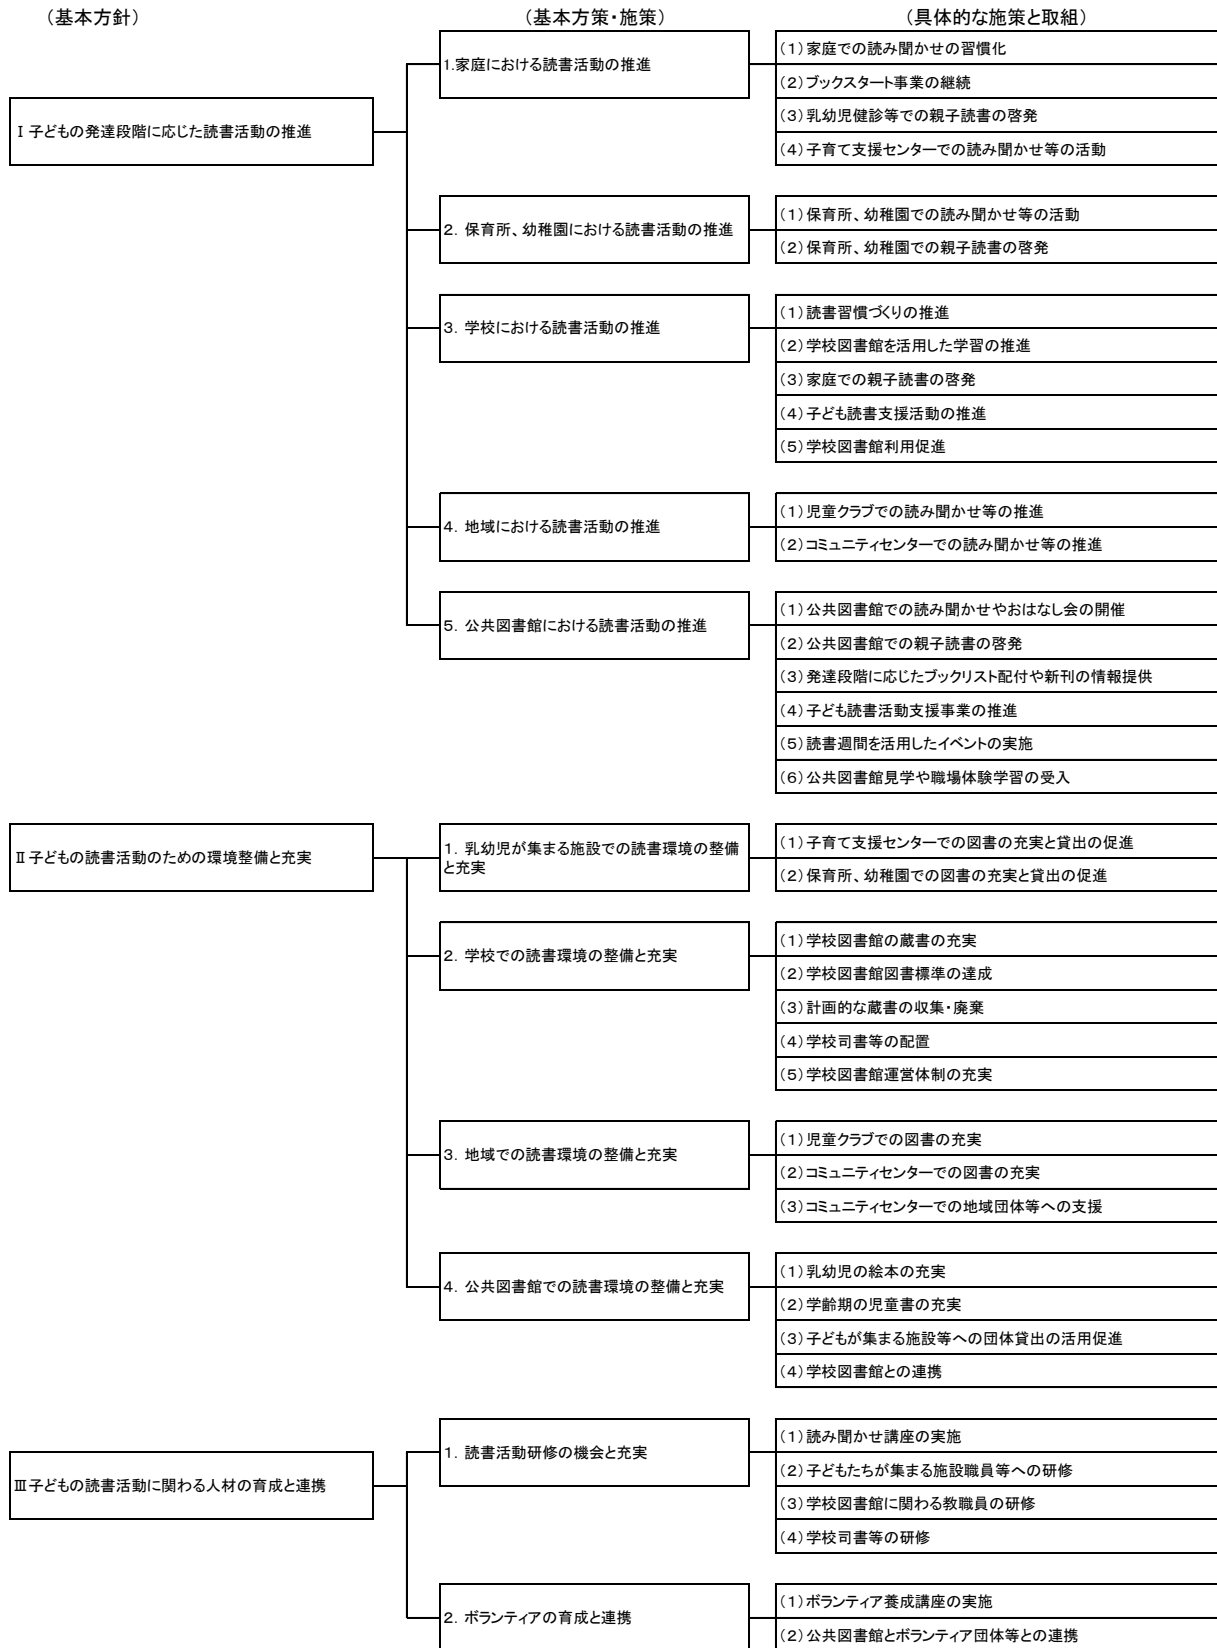 （基本方針）
（基本方策・施策）
（具体的な施策と取組）
Ⅰ子どもの発達段階に応じた読書活動の推進
1.家庭における読書活動の推進
（１）家庭での読み聞かせの習慣化
（２）ブックスタート事業の継続
（３）乳幼児健診等での親子読書の啓発
（４）子育て支援センターでの読み聞かせ等の活動
２．保育所、幼稚園における読書活動の推進
（１）保育所、幼稚園での読み聞かせ等の活動
（２）保育所、幼稚園での親子読書の啓発
３．学校における読書活動の推進
（１）読書習慣づくりの推進
（２）学校図書館を活用した学習の推進
（３）家庭での親子読書の啓発
（４）子ども読書支援活動の推進
（５）学校図書館利用促進
４．地域における読書活動の推進
（１）児童クラブでの読み聞かせ等の推進
（２）コミュニティセンターでの読み聞かせ等の推進
５．公共図書館における読書活動の推進
（１）公共図書館での読み聞かせやおはなし会の開催
（２）公共図書館での親子読書の啓発
（３）発達段階に応じたブックリスト配付や新刊の情報提供
（４）子ども読書活動支援事業の推進
（５）読書週間を活用したイベントの実施
（６）公共図書館見学や職場体験学習の受入
Ⅱ子どもの読書活動のための環境整備と充実
１．乳幼児が集まる施設での読書環境の整備
と充実
（１）子育て支援センターでの図書の充実と貸出の促進
（２）保育所、幼稚園での図書の充実と貸出の促進
２．学校での読書環境の整備と充実
（１）学校図書館の蔵書の充実
（２）学校図書館図書標準の達成
（３）計画的な蔵書の収集・廃棄
（４）学校司書等の配置
（５）学校図書館運営体制の充実
３．地域での読書環境の整備と充実
（１）児童クラブでの図書の充実
（２）コミュニティセンターでの図書の充実
（３）コミュニティセンターでの地域団体等への支援
４．公共図書館での読書環境の整備と充実
（１）乳幼児の絵本の充実
（２）学齢期の児童書の充実
（３）子どもが集まる施設等への団体貸出の活用促進
（４）学校図書館との連携
Ⅲ子どもの読書活動に関わる人材の育成と連携
１．読書活動研修の機会と充実
（１）読み聞かせ講座の実施
（２）子どもたちが集まる施設職員等への研修
（３）学校図書館に関わる教職員の研修
（４）学校司書等の研修
２．ボランティアの育成と連携
（１）ボランティア養成講座の実施
（２）公共図書館とボランティア団体等との連携